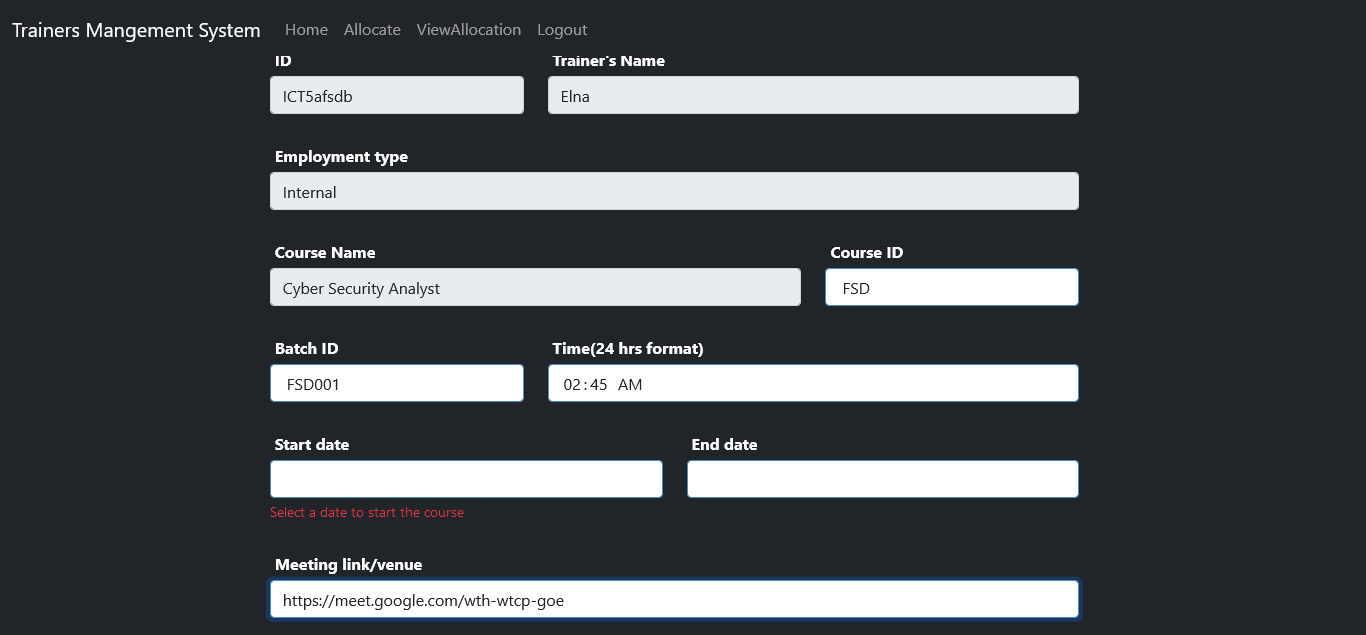 Trainers Mangement System Home Allocate ViewAllocation Logout
ID Trainer's Name
ICT5afsdb Elna
Employment type
Internal
Course Name Course ID
Cyber Security Analyst FSD
Batch ID Time(24 hrs format)
FSD001 02:45 AM
Start date End date
Select a date to start the course
Meeting link/venue
https://meet.google.com/wth-wtcp-goe